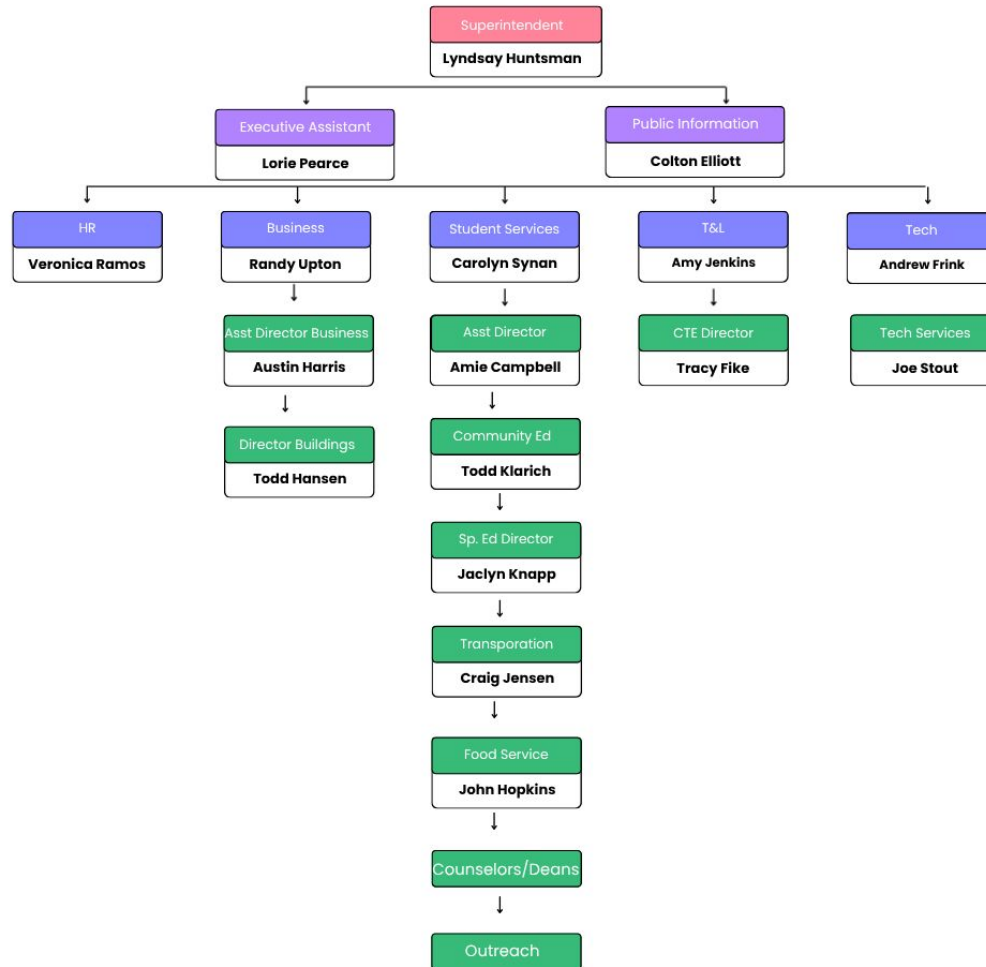 Superintendent
Lyndsay Huntsman
Executive Assistant
Lorie Pearce
Public Information
Colton Elliott
HR
Veronica Ramos
Business
Randy Upton
Student Services
Carolyn Synan
T&L
Amy Jenkins
Tech
Andrew Frink
Asst Director Business
Austin Harris
Asst Director
Amie Campbell
CTE Director
Tracy Fike
Tech Services
Joe Stout
Director Buildings
Todd Hansen
Community Ed
Todd Klarich
Sp. Ed Director
Jaclyn Knapp
Transporation
Craig Jensen
Food Service
John Hopkins
Counselors/Deans
Outreach